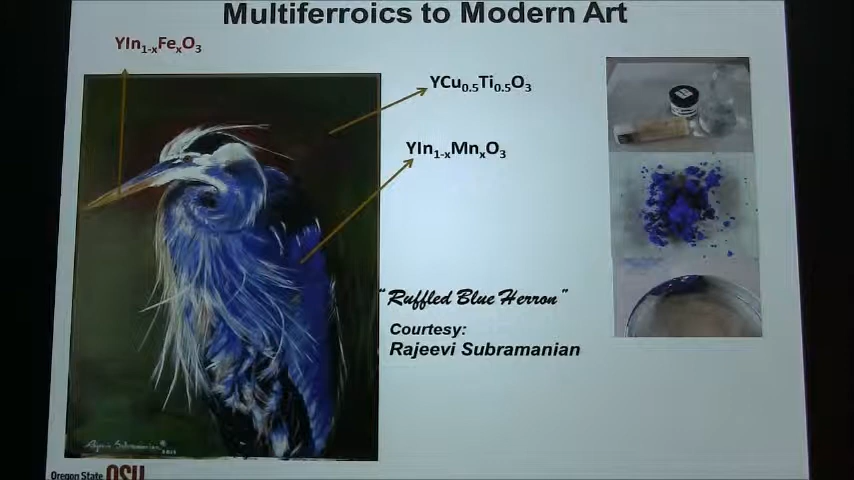 Multiferroics to Modern Art
YIn₁₋ₓFeₓO₃
YCu₀.₅Ti₀.₅O₃
YIn₁₋ₓMnₓO₃
"Ruffled Blue Herron"
Courtesy:
Rajeevi Subramanian
Oregon State OSU